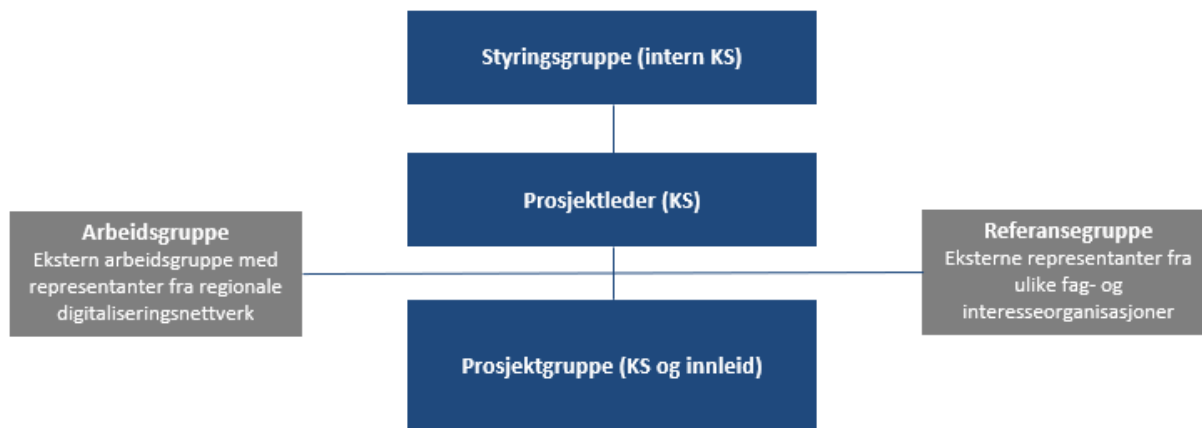 Styringsgruppe (intern KS)
Prosjektleder (KS)
Arbeidsgruppe
Ekstern arbeidsgruppe med
representanter fra regionale
digitaliseringsnettverk
Referansegruppe
Eksterne representanter fra
ulike fag- og
interesseorganisasjoner
Prosjektgruppe (KS og innleid)